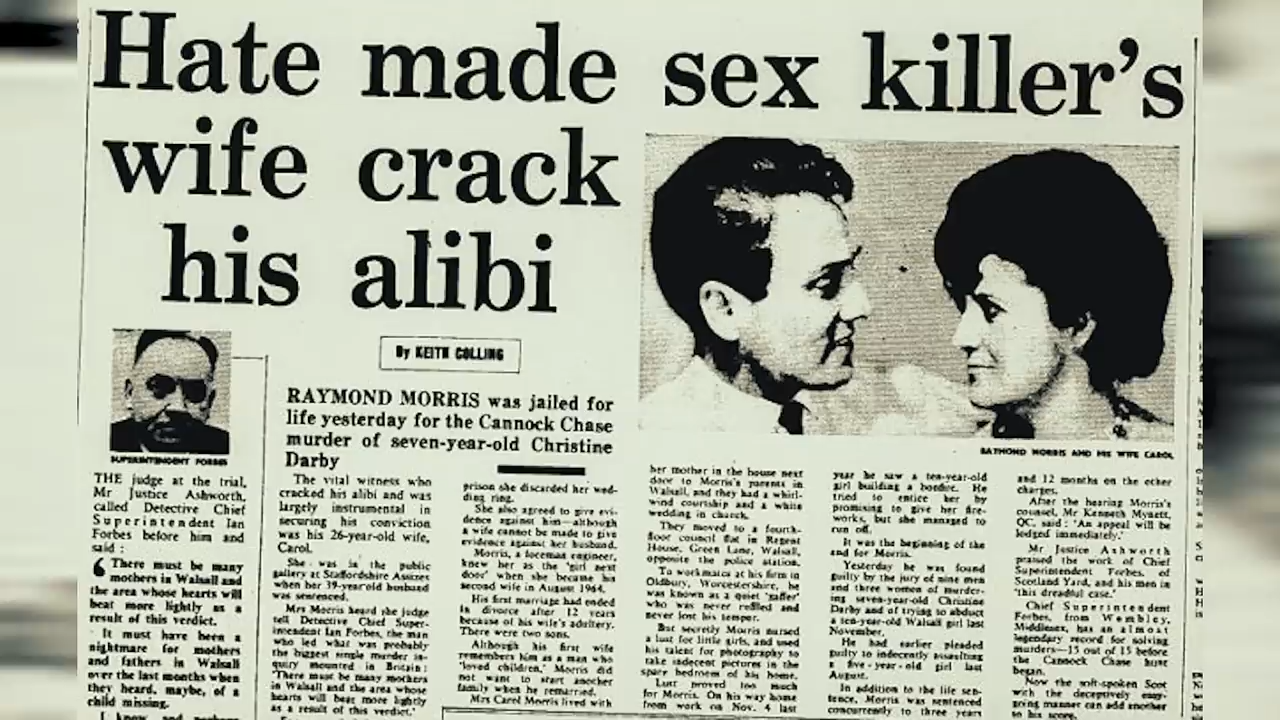 Hate made sex killer's
wife crack
his alibi
By KEITH COLLING
RAYMOND MORRIS was jailed for
life yesterday for the Cannock Chase
murder of seven-year-old Christine
Darby
SUPERINTENDENT FORBES
RAYMOND MORRIS AND HIS WIFE CAROL
THE judge at the trial,
Mr Justice Ashworth,
called Detective Chief
Superintendent Ian
Forbes before him and
said :
‘There must be many
mothers in Walsall and
the area whose hearts will
beat more lightly as a
result of this verdict.
It must have been a
nightmare for mothers
and fathers in Walsall
over the last months when
they heard, maybe, of a
child missing.
I know, and perhaps
The vital witness who
cracked his alibi and was
largely instrumental in
securing his conviction
was his 26-year-old wife,
Carol.
She was in the public
gallery at Staffordshire Assizes
when her 39-year-old husband
was sentenced.
Mrs Morris heard the judge
tell Detective Chief Super-
intendent Ian Forbes, the man
who led what was probably
the biggest single murder in-
quiry mounted in Britain :
'There must be many mothers
in Walsall and the area whose
hearts will beat more lightly
as a result of this verdict.'
prison she discarded her wed-
ding ring.
She also agreed to give evi-
dence against him—although
a wife cannot be made to give
evidence against her husband.
Morris, a foreman engineer,
knew her as the 'girl next
door' when she became his
second wife in August 1964.
His first marriage had ended
in divorce after 12 years
because of his wife's adultery.
There were two sons.
Although his first wife
remembers him as a man who
'loved children,' Morris did
not want to start another
family when he remarried.
Mrs Carol Morris lived with
her mother in the house next
door to Morris's parents in
Walsall, and they had a whirl-
wind courtship and a white
wedding in church.
They moved to a fourth-
floor council flat in Regent
House, Green Lane, Walsall,
opposite the police station.
To workmates at his firm in
Oldbury, Worcestershire, he
was known as a quiet 'gaffer'
who was never ruffled and
never lost his temper.
But secretly Morris nursed
a lust for little girls, and used
his talent for photography to
take indecent pictures in the
spare bedroom of his home.
Lust proved too much
for Morris. On his way home
from work on Nov. 4 last
year he saw a ten-year-old
girl building a bonfire. He
tried to entice her by
promising to give her fire-
works, but she managed to
run off.
It was the beginning of the
end for Morris.
Yesterday he was found
guilty by the jury of nine men
and three women of murder-
ing seven-year-old Christine
Darby and of trying to abduct
a ten-year-old Walsall girl last
November.
He had earlier pleaded
guilty to indecently assaulting
a five-year-old girl last
August.
In addition to the life sen-
tence, Morris was sentenced
concurrently to three years
and 12 months on the other
charges.
After the hearing Morris's
counsel, Mr Kenneth Mynett,
QC, said: 'An appeal will be
lodged immediately.'
Mr Justice Ashworth
praised the work of Chief
Superintendent Forbes, of
Scotland Yard, and his men in
'this dreadful case.'
Chief Superintendent
Forbes, from Wembley,
Middlesex, has an almost
legendary record for solving
murders—15 out of 15 before
the Cannock Chase hunt
began.
Now the soft-spoken Scot
with the deceptively easy-
going manner can add another
to his score.